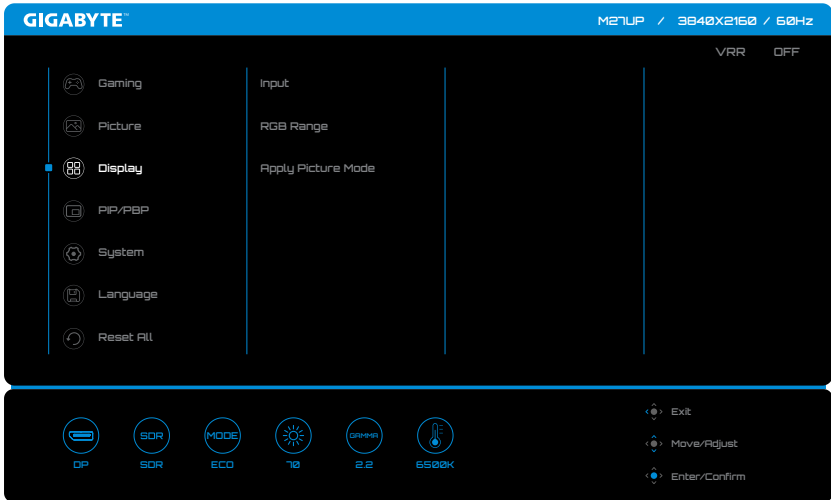 GIGABYTE™ M27UP / 3840X2160 / 60Hz
VRR OFF
Gaming
Picture
Display
PIP/PBP
System
Language
Reset All
Input
RGB Range
Apply Picture Mode
SDR
MODE
GAMMA
DP
SDR
ECO
70
2.2
6500K
Exit
Move/Adjust
Enter/Confirm